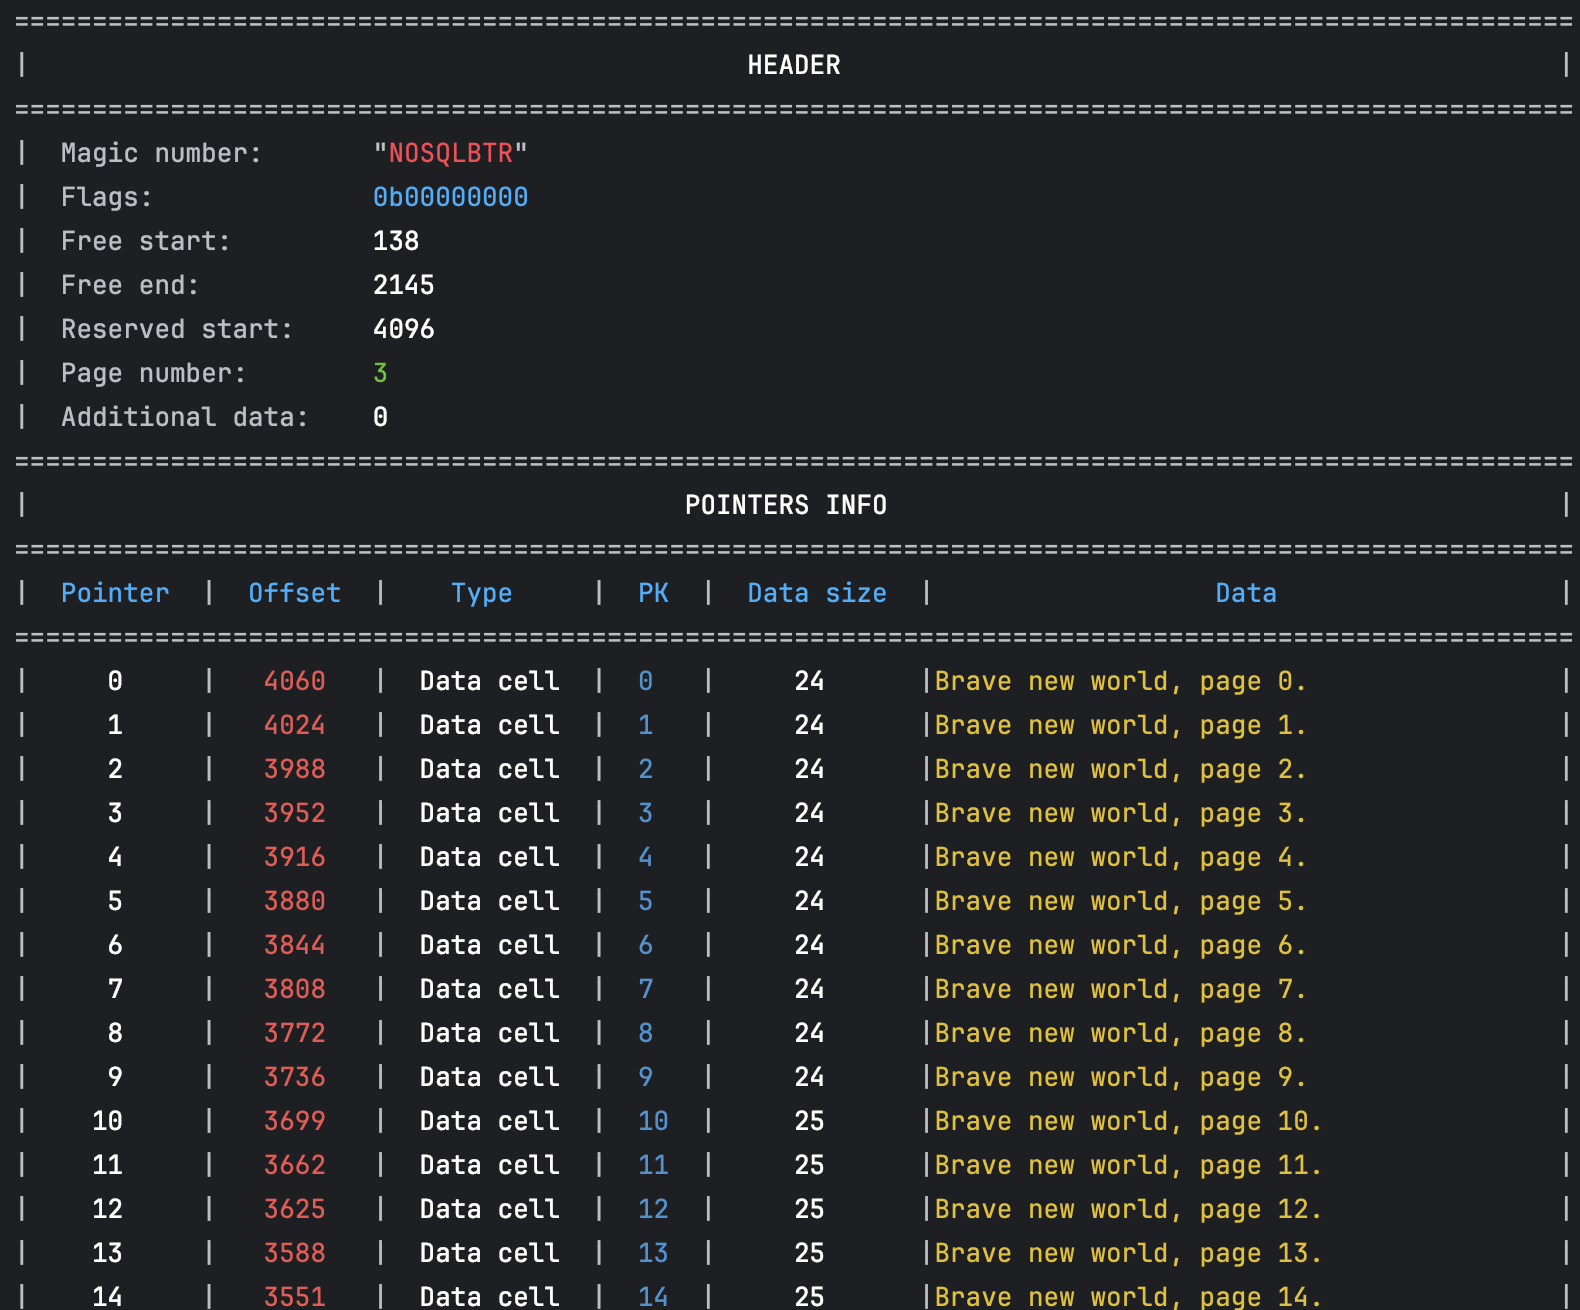 ====================================================================================================
| HEADER |
====================================================================================================
| Magic number: "NOSQLBTR"
| Flags: 0b00000000
| Free start: 138
| Free end: 2145
| Reserved start: 4096
| Page number: 3
| Additional data: 0
====================================================================================================
| POINTERS INFO |
====================================================================================================
| Pointer | Offset | Type | PK | Data size | Data |
====================================================================================================
| 0 | 4060 | Data cell | 0 | 24 |Brave new world, page 0. |
| 1 | 4024 | Data cell | 1 | 24 |Brave new world, page 1. |
| 2 | 3988 | Data cell | 2 | 24 |Brave new world, page 2. |
| 3 | 3952 | Data cell | 3 | 24 |Brave new world, page 3. |
| 4 | 3916 | Data cell | 4 | 24 |Brave new world, page 4. |
| 5 | 3880 | Data cell | 5 | 24 |Brave new world, page 5. |
| 6 | 3844 | Data cell | 6 | 24 |Brave new world, page 6. |
| 7 | 3808 | Data cell | 7 | 24 |Brave new world, page 7. |
| 8 | 3772 | Data cell | 8 | 24 |Brave new world, page 8. |
| 9 | 3736 | Data cell | 9 | 24 |Brave new world, page 9. |
| 10 | 3699 | Data cell | 10 | 25 |Brave new world, page 10. |
| 11 | 3662 | Data cell | 11 | 25 |Brave new world, page 11. |
| 12 | 3625 | Data cell | 12 | 25 |Brave new world, page 12. |
| 13 | 3588 | Data cell | 13 | 25 |Brave new world, page 13. |
| 14 | 3551 | Data cell | 14 | 25 |Brave new world, page 14. |